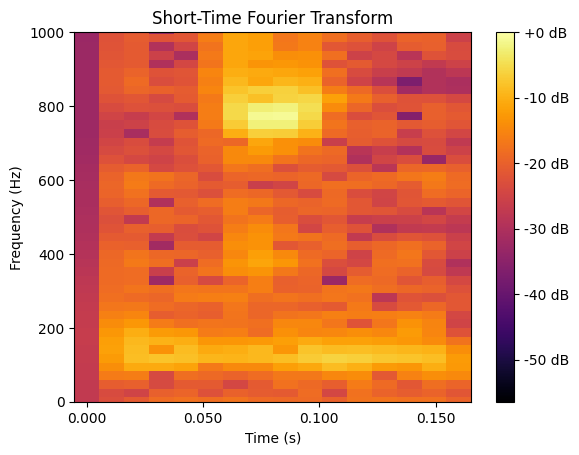 Short-Time Fourier Transform
1000
800
600
400
200
0
Frequency (Hz)
0.000
0.050
0.100
0.150
Time (s)
+0 dB
-10 dB
-20 dB
-30 dB
-40 dB
-50 dB